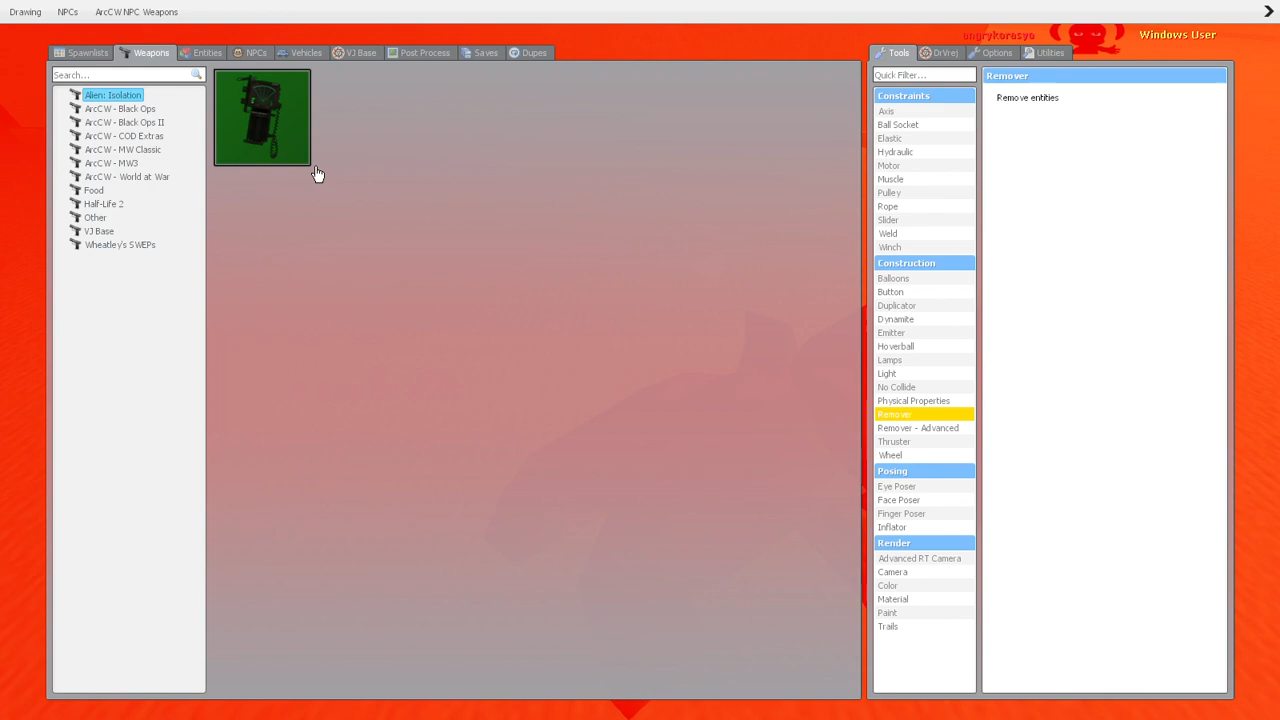 Drawing NPCs ArcCW NPC Weapons
angrykorasya
Windows User
Spawnlists Weapons Entities NPCs Vehicles VJ Base Post Process Saves Dupes
Search...
Alien: Isolation
ArcCW - Black Ops
ArcCW - Black Ops II
ArcCW - COD Extras
ArcCW - MW Classic
ArcCW - MW3
ArcCW - World at War
Food
Half-Life 2
Other
VJ Base
Wheatley's SWEPs
Tools DrVrej Options Utilities
Quick Filter...
Constraints
Axis
Ball Socket
Elastic
Hydraulic
Motor
Muscle
Pulley
Rope
Slider
Weld
Winch
Construction
Balloons
Button
Duplicator
Dynamite
Emitter
Hoverball
Lamps
Light
No Collide
Physical Properties
Remover
Remover - Advanced
Thruster
Wheel
Posing
Eye Poser
Face Poser
Finger Poser
Inflator
Render
Advanced RT Camera
Camera
Color
Material
Paint
Trails
Remover
Remove entities